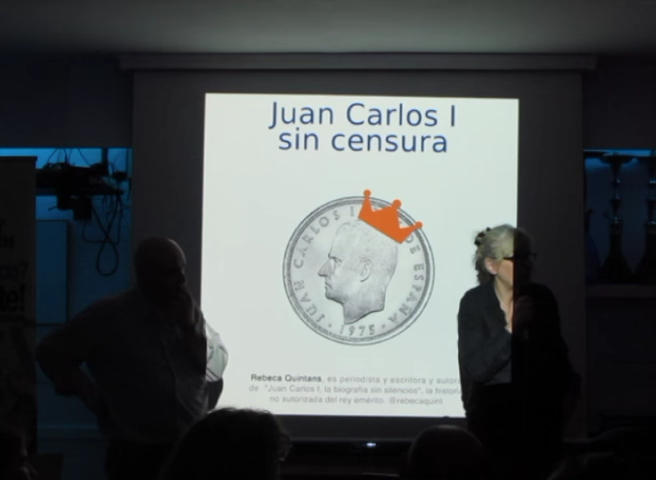 Juan Carlos I
sin censura
JUAN CARLOS I DE ESPAÑA · 1975 ·
Rebeca Quintans, es periodista y escritora y autora
de "Juan Carlos I, la biografía sin silencios", la historia
no autorizada del rey emérito. @rebecaquint